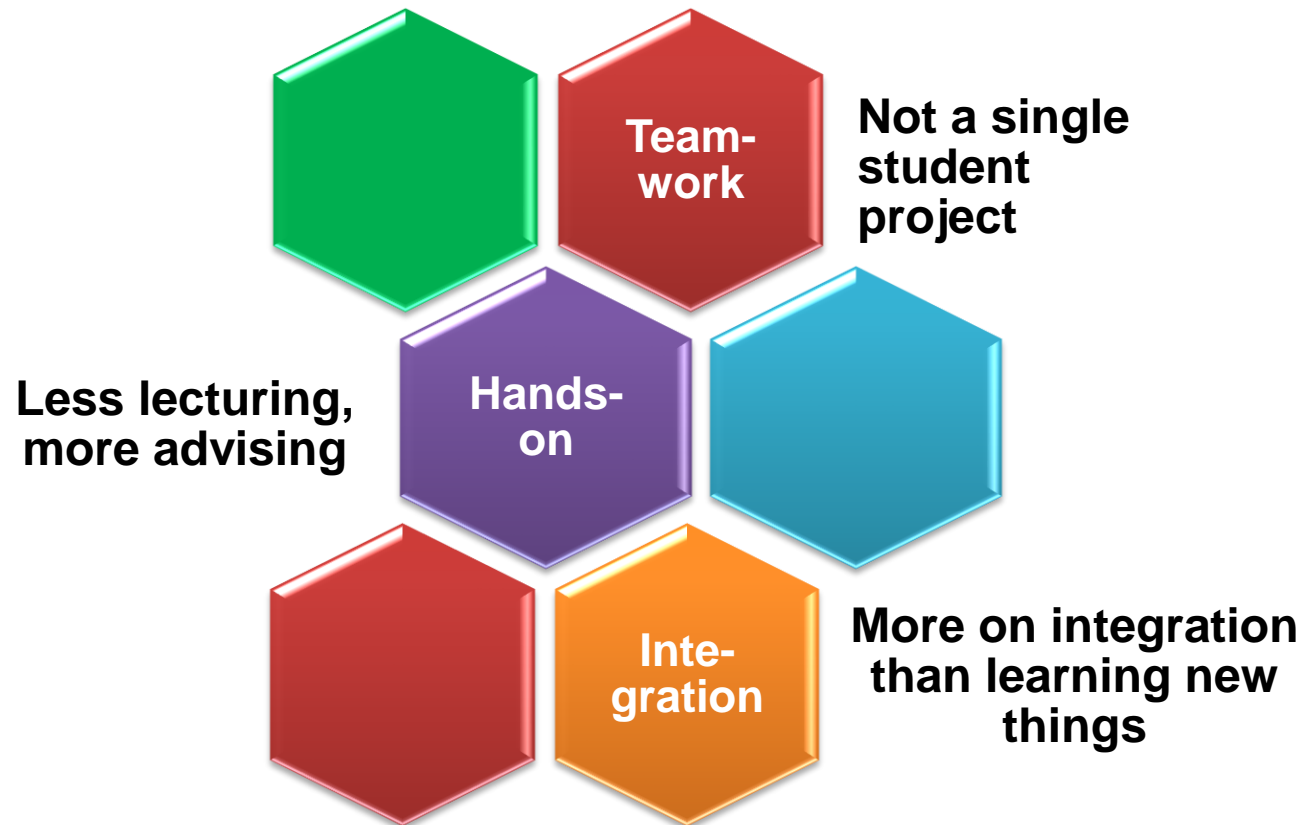 Team-
work
Not a single
student
project
Less lecturing,
more advising
Hands-
on
Inte-
gration
More on integration
than learning new
things